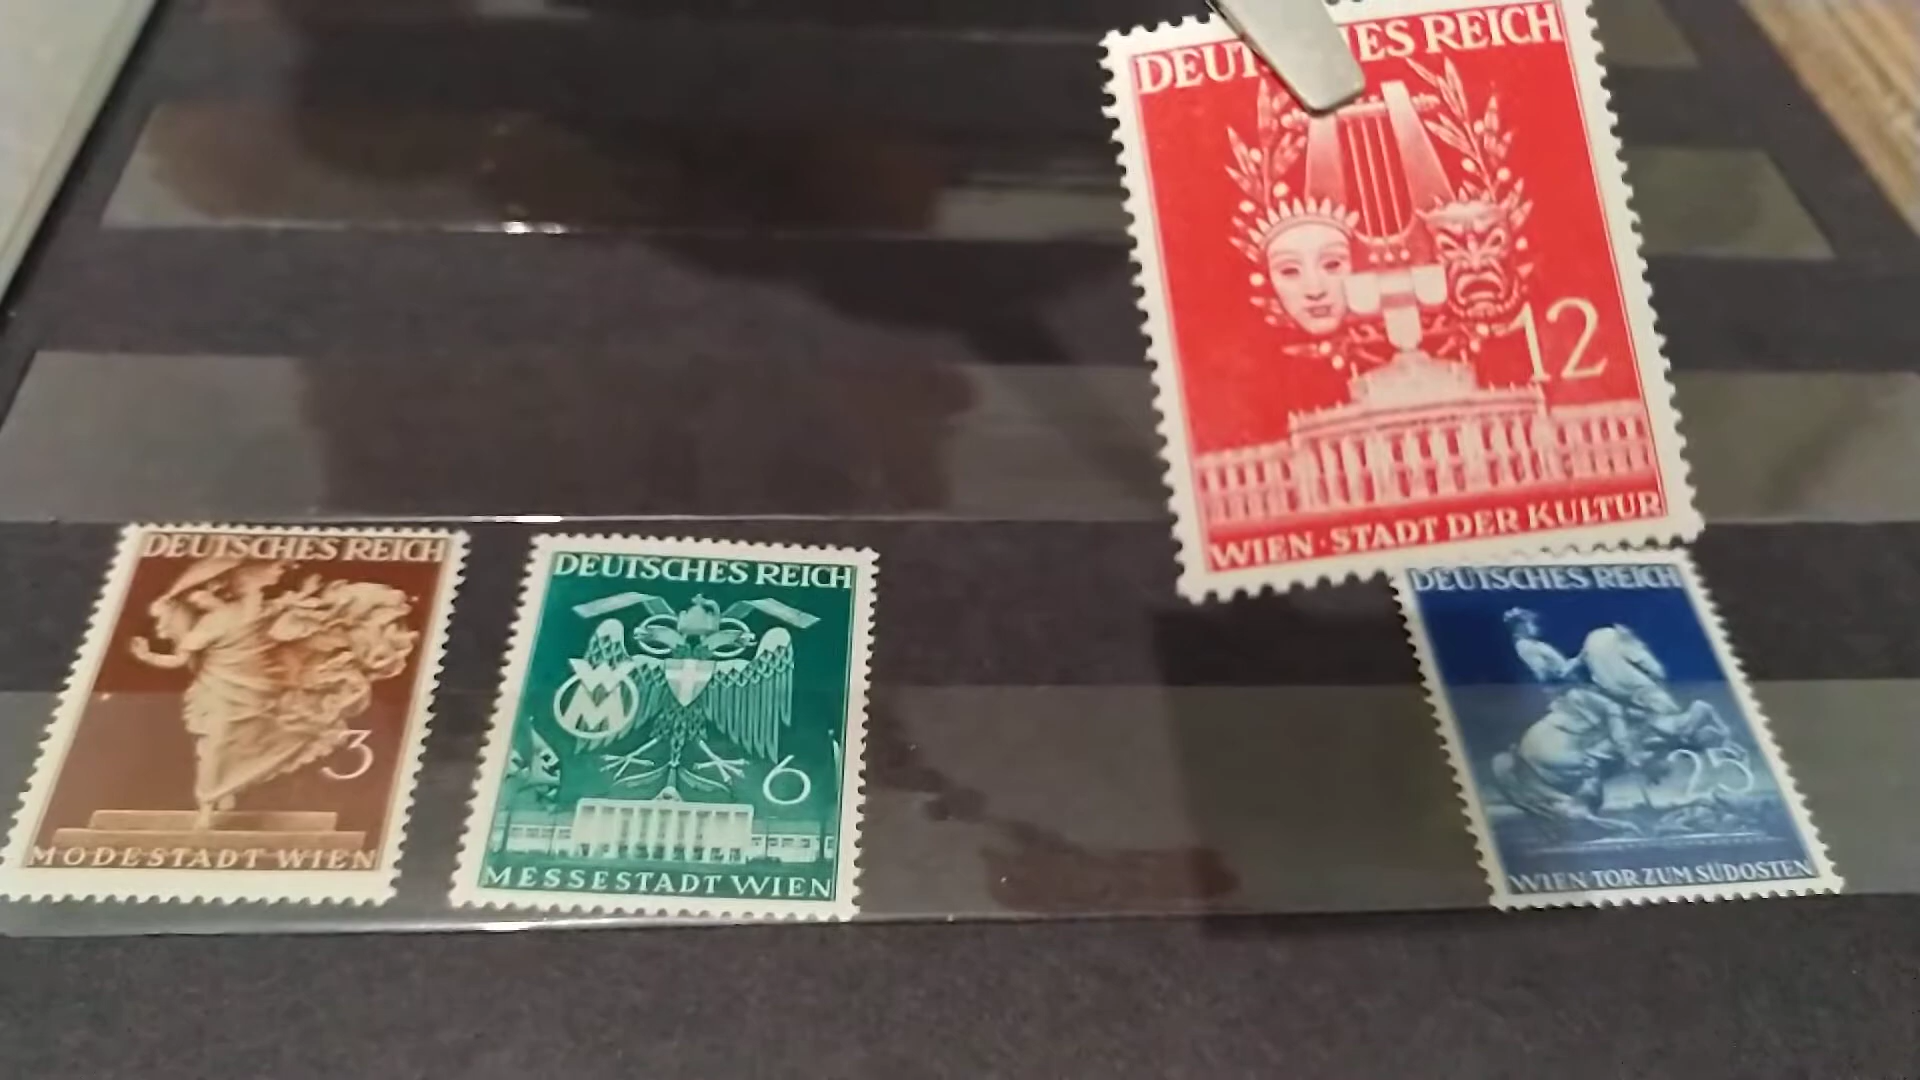 DEUTSCHES REICH
3
MODESTADT WIEN
DEUTSCHES REICH
WM
6
MESSESTADT WIEN
DEUTSCHES REICH
12
WIEN · STADT DER KULTUR
DEUTSCHES REICH
25
WIEN TOR ZUM SÜDOSTEN